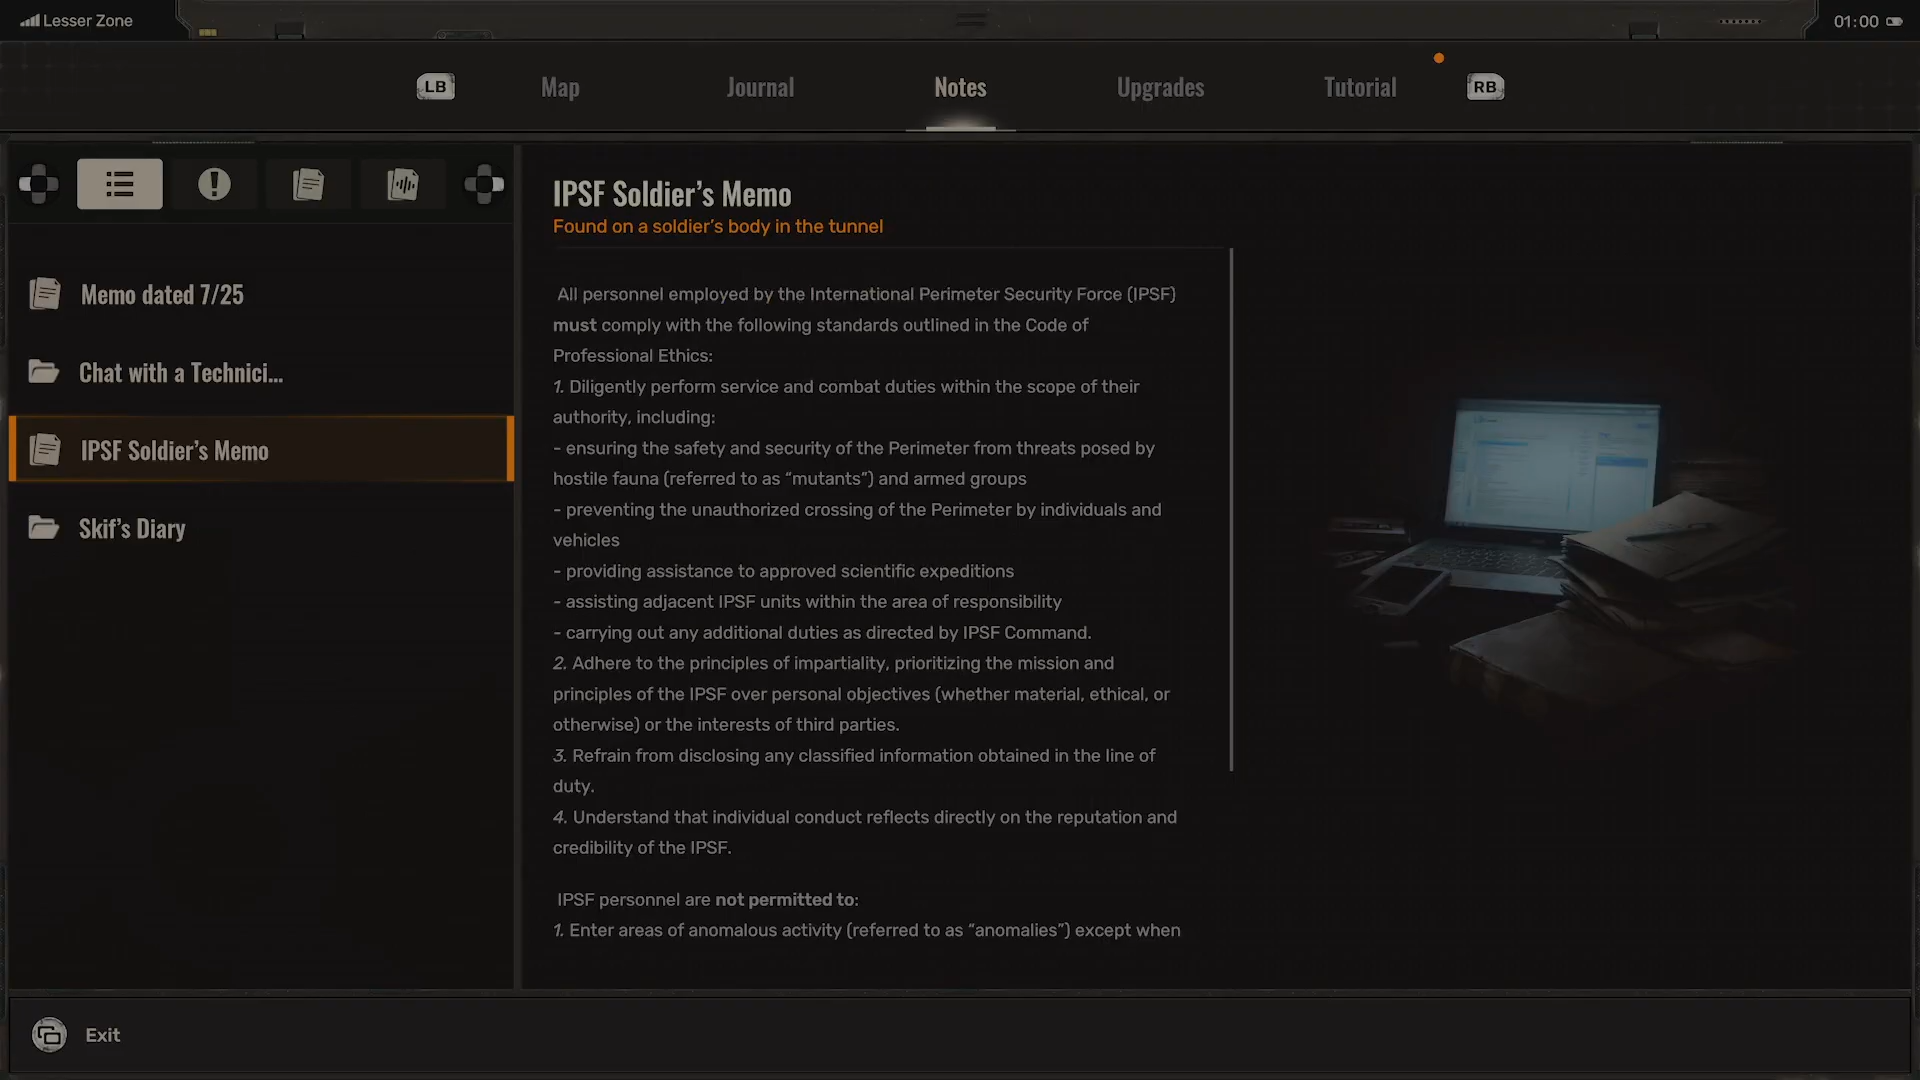 Lesser Zone
01:00
LB
Map
Journal
Notes
Upgrades
Tutorial
RB
Memo dated 7/25
Chat with a Technici...
IPSF Soldier’s Memo
Skif’s Diary
IPSF Soldier’s Memo
Found on a soldier’s body in the tunnel
All personnel employed by the International Perimeter Security Force (IPSF)
must comply with the following standards outlined in the Code of
Professional Ethics:
1. Diligently perform service and combat duties within the scope of their
authority, including:
- ensuring the safety and security of the Perimeter from threats posed by
hostile fauna (referred to as “mutants”) and armed groups
- preventing the unauthorized crossing of the Perimeter by individuals and
vehicles
- providing assistance to approved scientific expeditions
- assisting adjacent IPSF units within the area of responsibility
- carrying out any additional duties as directed by IPSF Command.
2. Adhere to the principles of impartiality, prioritizing the mission and
principles of the IPSF over personal objectives (whether material, ethical, or
otherwise) or the interests of third parties.
3. Refrain from disclosing any classified information obtained in the line of
duty.
4. Understand that individual conduct reflects directly on the reputation and
credibility of the IPSF.
IPSF personnel are not permitted to:
1. Enter areas of anomalous activity (referred to as “anomalies”) except when
Exit